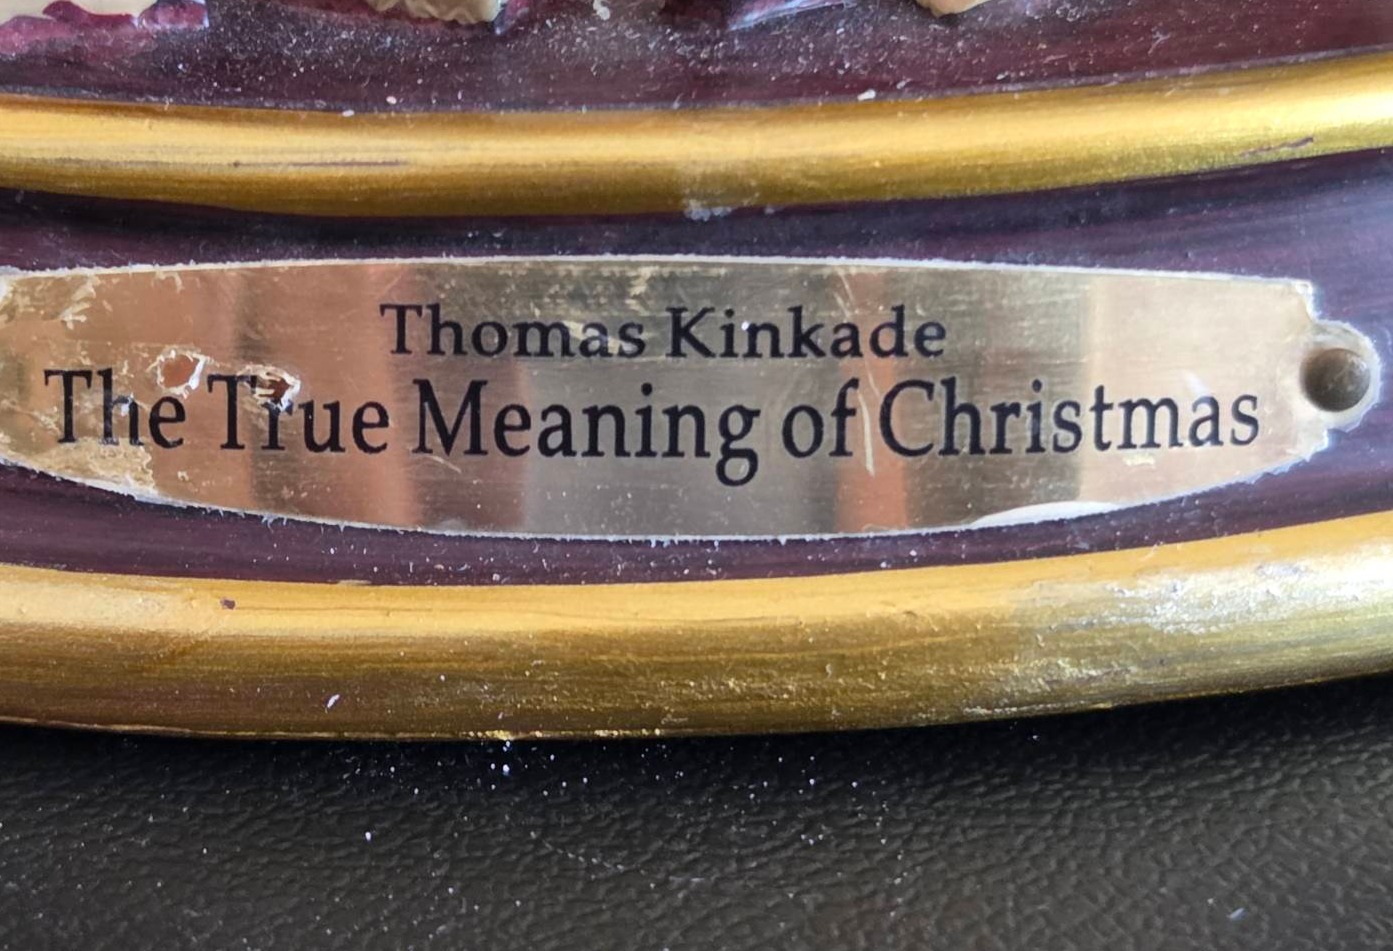 Thomas Kinkade
The True Meaning of Christmas